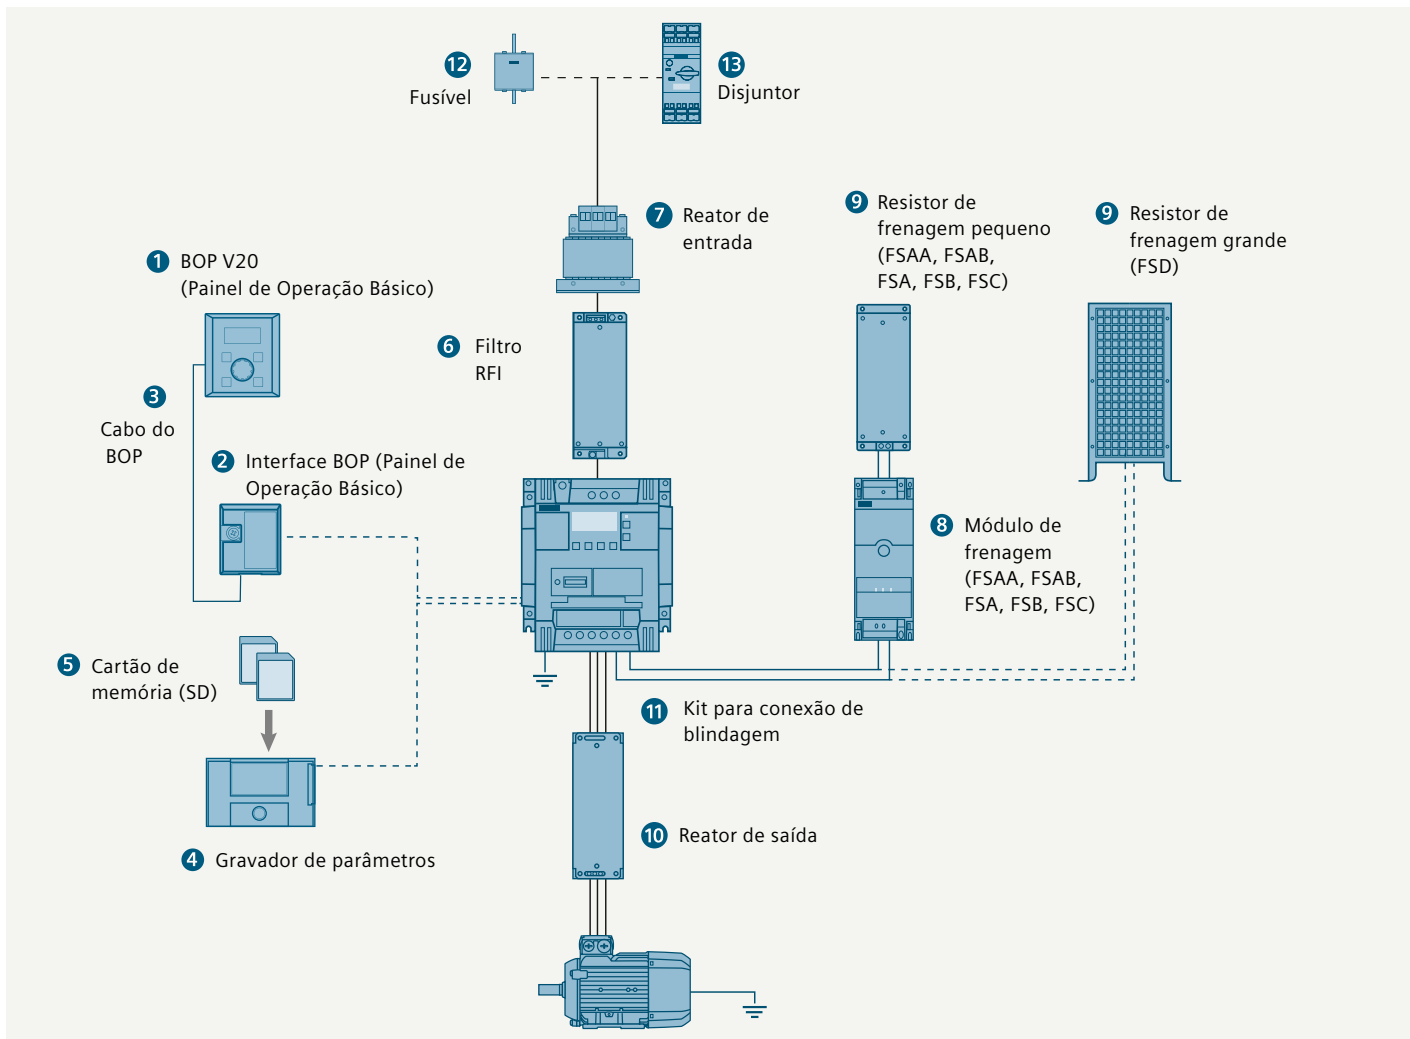 12
Fusível
13
Disjuntor
7 Reator de
entrada
9 Resistor de
frenagem pequeno
(FSAA, FSAB,
FSA, FSB, FSC)
9 Resistor de
frenagem grande
(FSD)
1 BOP V20
(Painel de Operação Básico)
6 Filtro
RFI
3
Cabo do
BOP
2 Interface BOP (Painel de
Operação Básico)
8 Módulo de
frenagem
(FSAA, FSAB,
FSA, FSB, FSC)
5 Cartão de
memória (SD)
11 Kit para conexão de
blindagem
10 Reator de saída
4 Gravador de parâmetros